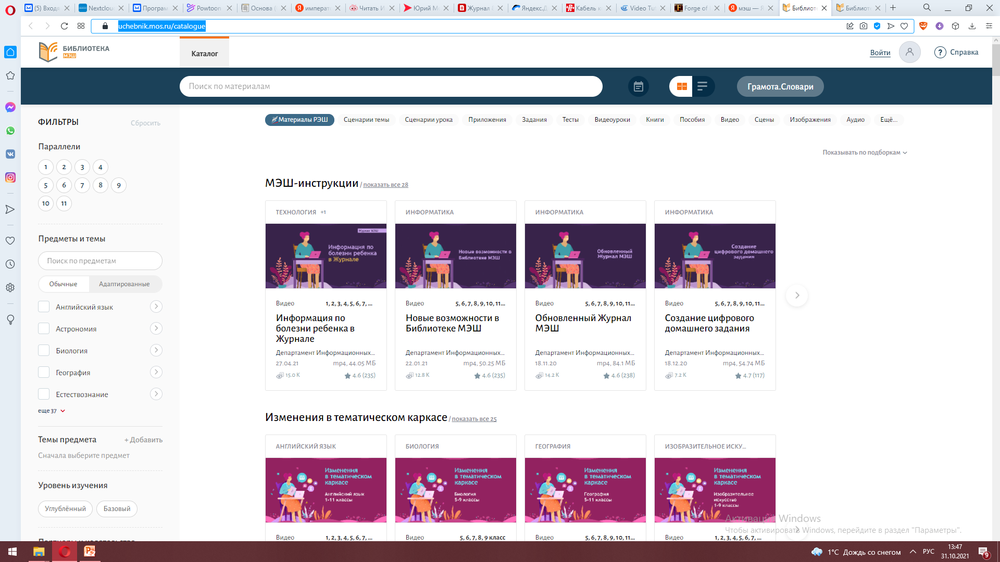 (5) Входя
Nextclou
Програм
Powtoon
Основа (
императ
Читать И
Юрий М
Журнал
Яндекс.Д
Кабель к
Video Tu
Forge of
мэш — Я
Библиот
Библиот
uchebnik.mos.ru/catalogue
БИБЛИОТЕКА
МЭШ
Каталог
Войти
? Справка
Поиск по материалам
Грамота.Словари
ФИЛЬТРЫ
Сбросить
Материалы РЭШ Сценарии темы Сценарии урока Приложения Задания Тесты Видеоуроки Книги Пособия Видео Сцены Изображения Аудио Ещё...
Показывать по подборкам
Параллели
1 2 3 4
5 6 7 8 9
10 11
Предметы и темы
Поиск по предметам
Обычные Адаптированные
Английский язык
Астрономия
Биология
География
Естествознание
еще 37
Темы предмета + Добавить
Сначала выберите предмет
Уровень изучения
Углублённый Базовый
МЭШ-инструкции / показать все 28
ТЕХНОЛОГИЯ +1
Журнал МЭШ
Информация по
болезни ребенка
в Журнале
Видео 1, 2, 3, 4, 5, 6, 7, ...
Информация по
болезни ребенка в
Журнале
Департамент Информационных...
27.04.21 mp4, 44.05 МБ
15.0 K 4.6 (235)
ИНФОРМАТИКА
Новые возможности в
Библиотеке МЭШ
Видео 5, 6, 7, 8, 9, 10, 11...
Новые возможности в
Библиотеке МЭШ
Департамент Информационных...
22.01.21 mp4, 50.25 МБ
12.8 K 4.6 (235)
ИНФОРМАТИКА
Обновленный
Журнал МЭШ
Видео 5, 6, 7, 8, 9, 10, 11...
Обновленный Журнал
МЭШ
Департамент Информационных...
18.11.20 mp4, 84.1 МБ
14.2 K 4.6 (238)
ИНФОРМАТИКА
Создание
цифрового домашнего
задания
Видео 5, 6, 7, 8, 9, 10, 11...
Создание цифрового
домашнего задания
Департамент Информационных...
18.12.20 mp4, 54.74 МБ
7.2 K 4.7 (117)
Изменения в тематическом каркасе / показать все 25
АНГЛИЙСКИЙ ЯЗЫК
Изменения
в тематическом
каркасе
Английский язык
1-11 классы
Видео 1, 2, 3, 4, 5, 6, 7, ...
БИОЛОГИЯ
Изменения
в тематическом
каркасе
Биология
5-9 классы
Видео 5, 6, 7, 8, 9 класс
ГЕОГРАФИЯ
Изменения
в тематическом
каркасе
География
5-11 классы
Видео 5, 6, 7, 8, 9, 10, 11...
ИЗОБРАЗИТЕЛЬНОЕ ИСКУ...
Изменения
в тематическом
каркасе
Изобразительное
искусство
1-9 классы
Видео 1, 2, 3, 4, 5, 6, 7, ...
Активация Windows
Чтобы активировать Windows, перейдите в раздел "Параметры".
1°C Дождь со снегом
РУС
13:47
31.10.2021
9